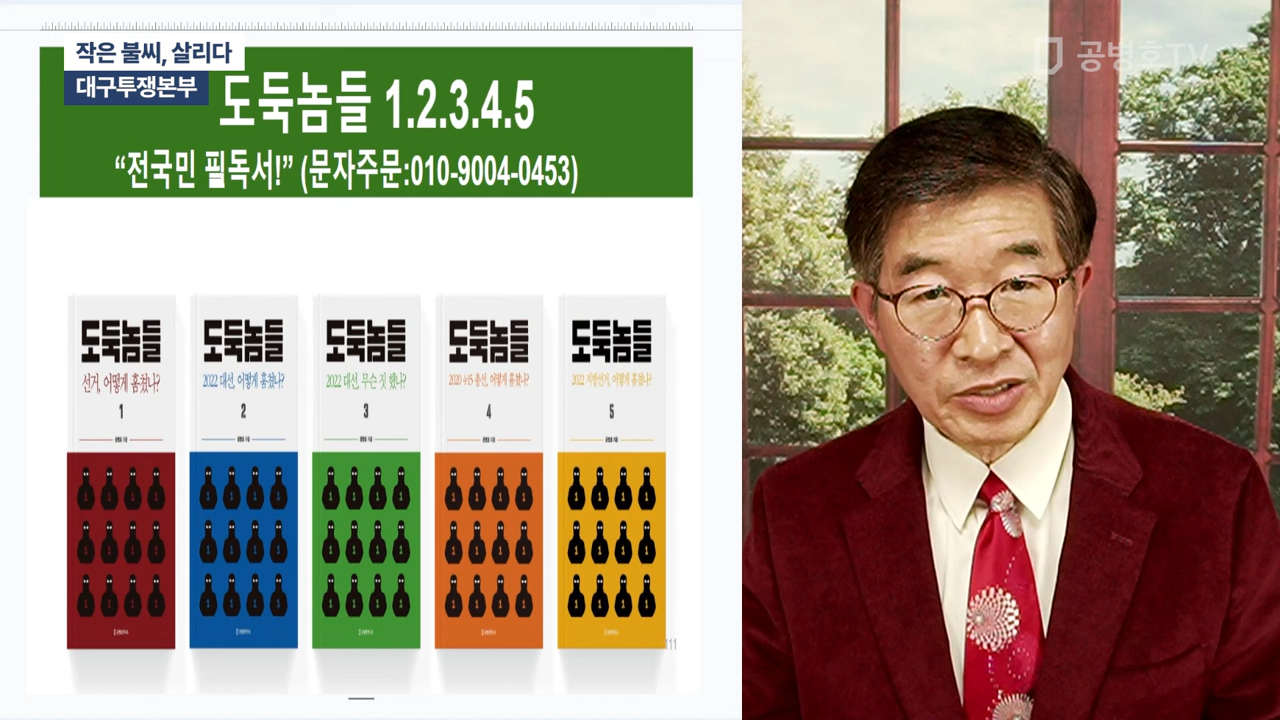 작은 불씨, 살리다
대구투쟁본부
도둑놈들 1.2.3.4.5
“전국민 필독서!” (문자주문:010-9004-0453)
공병호TV
도둑놈들
선거, 어떻게 훔쳤나?
1
도둑놈들
2022 대선, 어떻게 훔쳤나?
2
도둑놈들
2022 대선, 무슨 짓 했나?
3
도둑놈들
2020 4·15 총선, 어떻게 훔쳤나?
4
도둑놈들
2022 지방선거, 어떻게 훔쳤나?
5